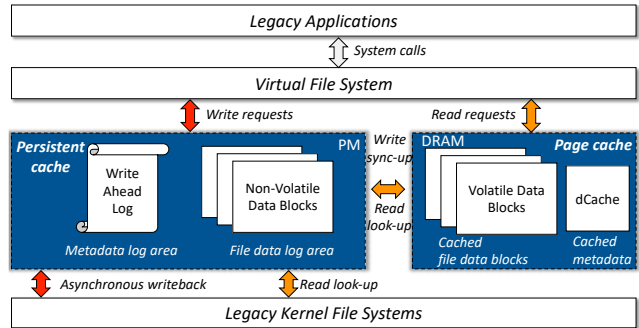 Legacy Applications
System calls
Virtual File System
Write requests
Read requests
Persistent
cache
PM
Write
Ahead
Log
Non-Volatile
Data Blocks
Metadata log area
File data log area
Write
sync-up
Read
look-up
DRAM
Page cache
Volatile Data
Blocks
dCache
Cached
file data blocks
Cached
metadata
Asynchronous writeback
Read look-up
Legacy Kernel File Systems